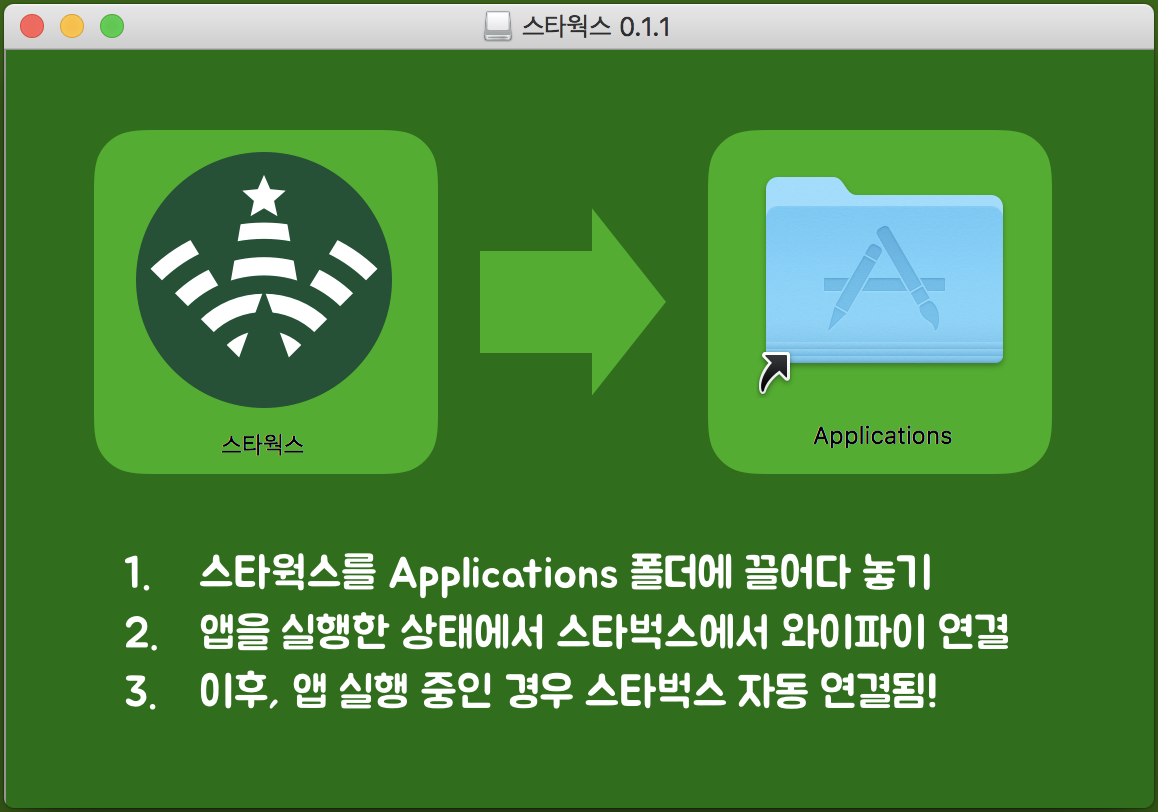 스타웍스 0.1.1
스타웍스
Applications
1. 스타웍스를 Applications 폴더에 끌어다 놓기
2. 앱을 실행한 상태에서 스타벅스에서 와이파이 연결
3. 이후, 앱 실행 중인 경우 스타벅스 자동 연결됨!